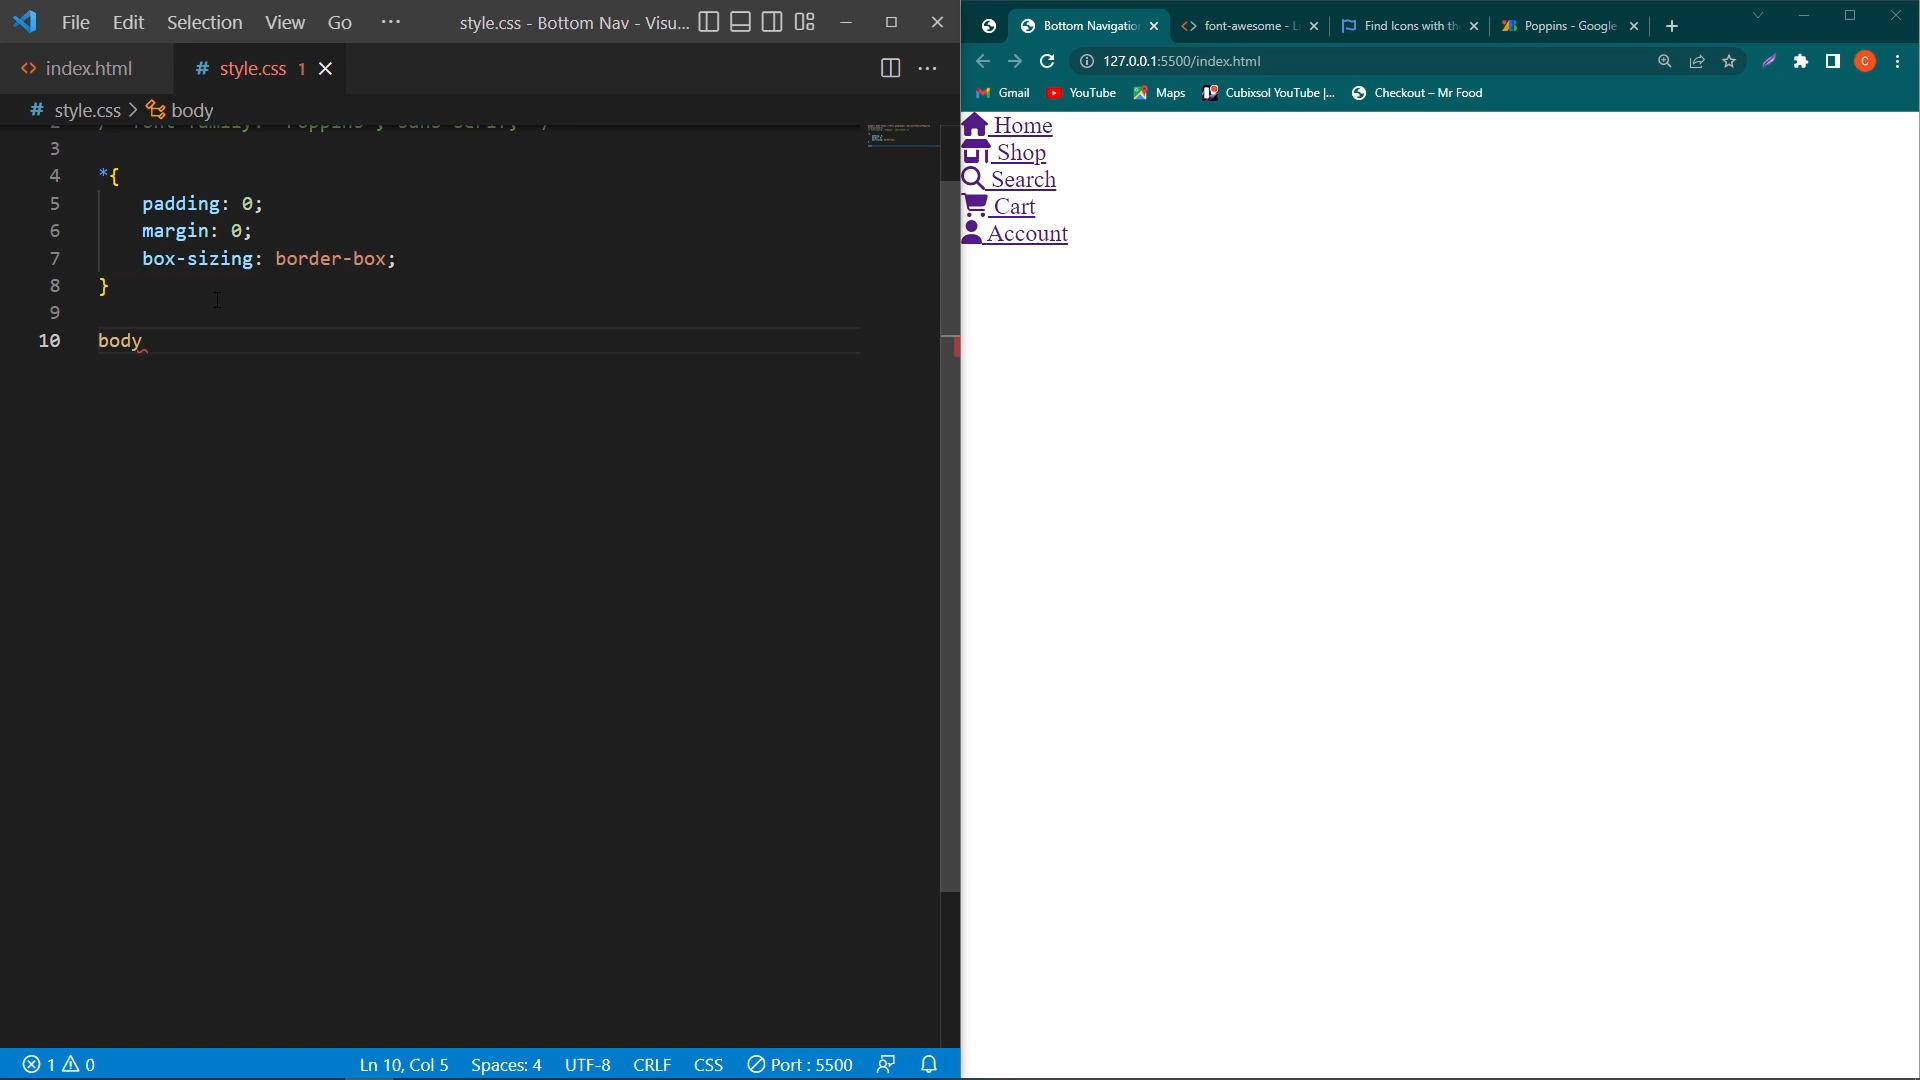 File Edit Selection View Go ··· style.css - Bottom Nav - Visu...
index.html # style.css 1
# style.css > body
3
4 *{
5 padding: 0;
6 margin: 0;
7 box-sizing: border-box;
8 }
9
10 body
1 0 Ln 10, Col 5 Spaces: 4 UTF-8 CRLF CSS Port : 5500
Bottom Navigatio font-awesome - Li Find Icons with th Poppins - Google
127.0.0.1:5500/index.html C
Gmail YouTube Maps Cubixsol YouTube |... Checkout – Mr Food
Home
Shop
Search
Cart
Account